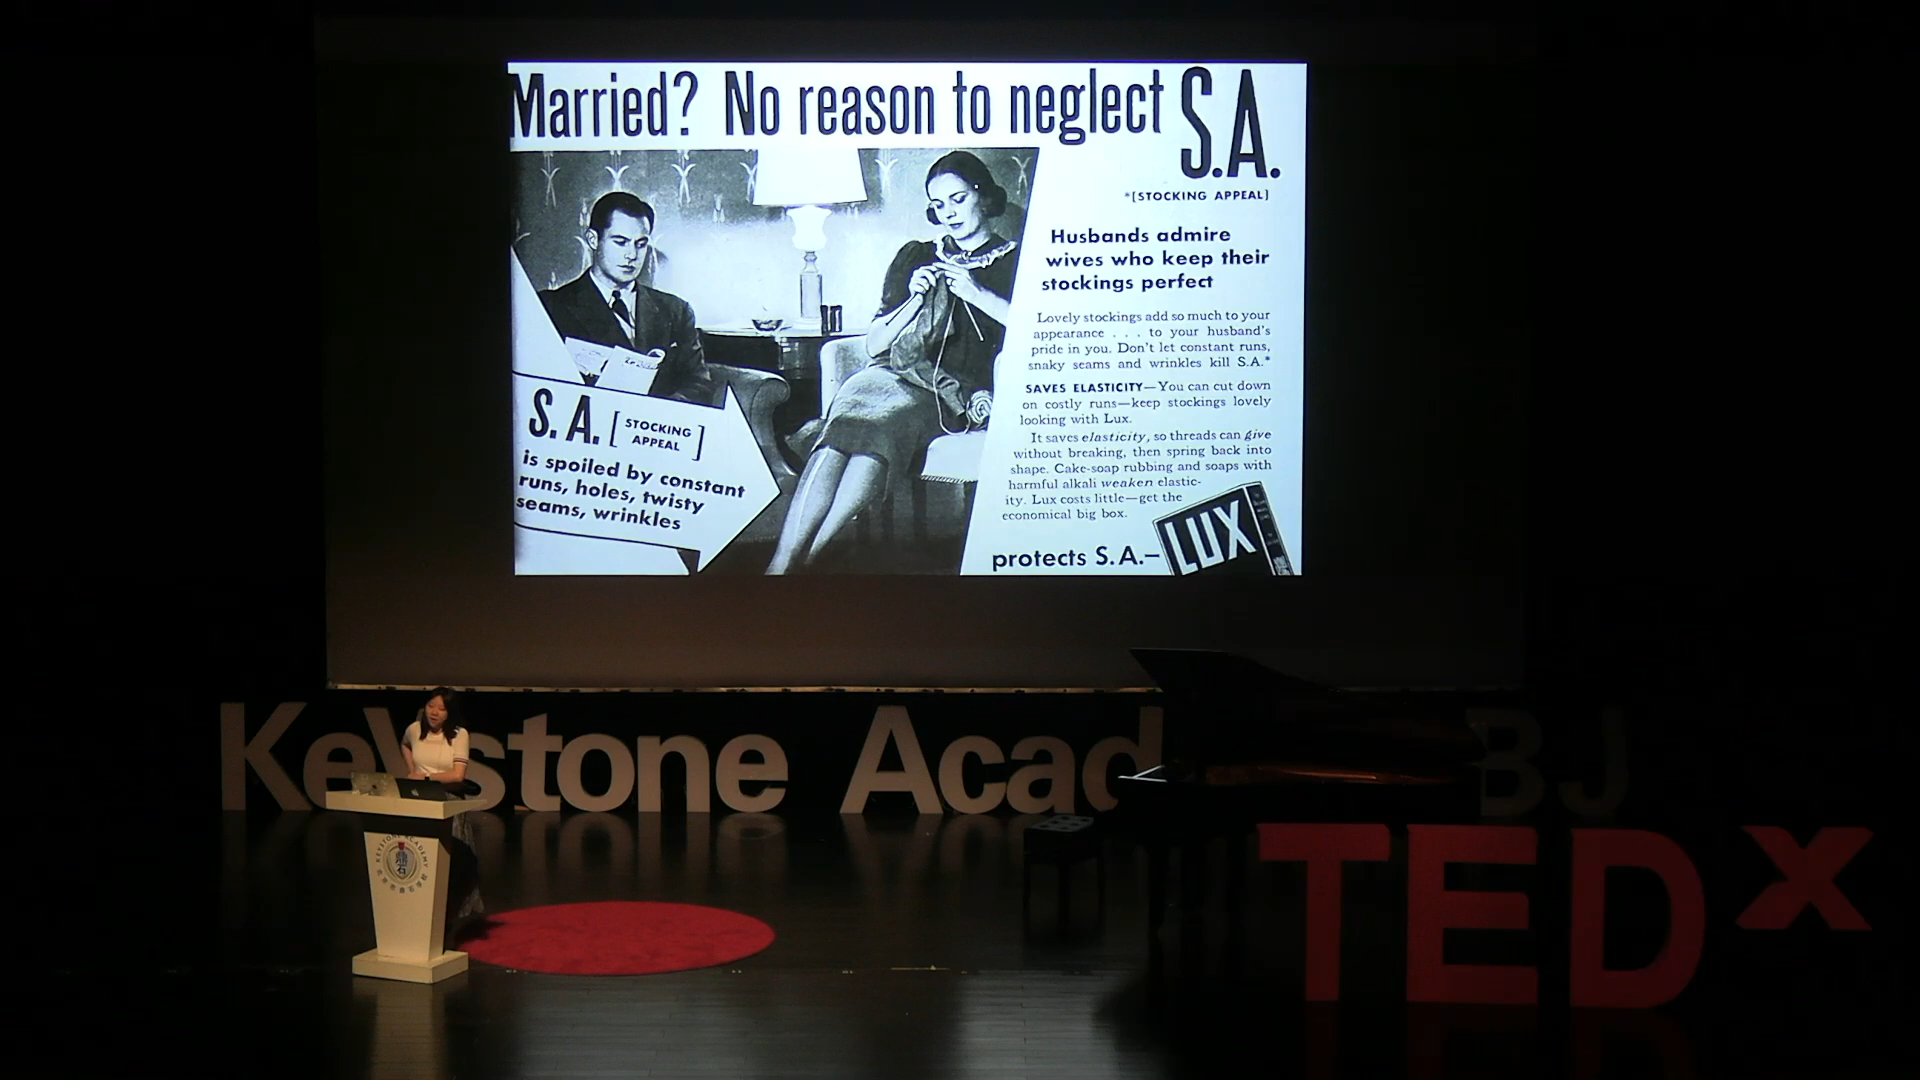 Married? No reason to neglect S.A.
*[STOCKING APPEAL]
Husbands admire
wives who keep their
stockings perfect
Lovely stockings add so much to your
appearance . . . to your husband's
pride in you. Don't let constant runs,
snaky seams and wrinkles kill S.A.*
SAVES ELASTICITY—You can cut down
on costly runs—keep stockings lovely
looking with Lux.
It saves elasticity, so threads can give
without breaking, then spring back into
shape. Cake-soap rubbing and soaps with
harmful alkali weaken elastic-
ity. Lux costs little—get the
economical big box.
protects S.A.—LUX
S.A. [STOCKING
APPEAL]
is spoiled by constant
runs, holes, twisty
seams, wrinkles
Keystone Acad
BJ
TEDx
KEYSTONE ACADEMY